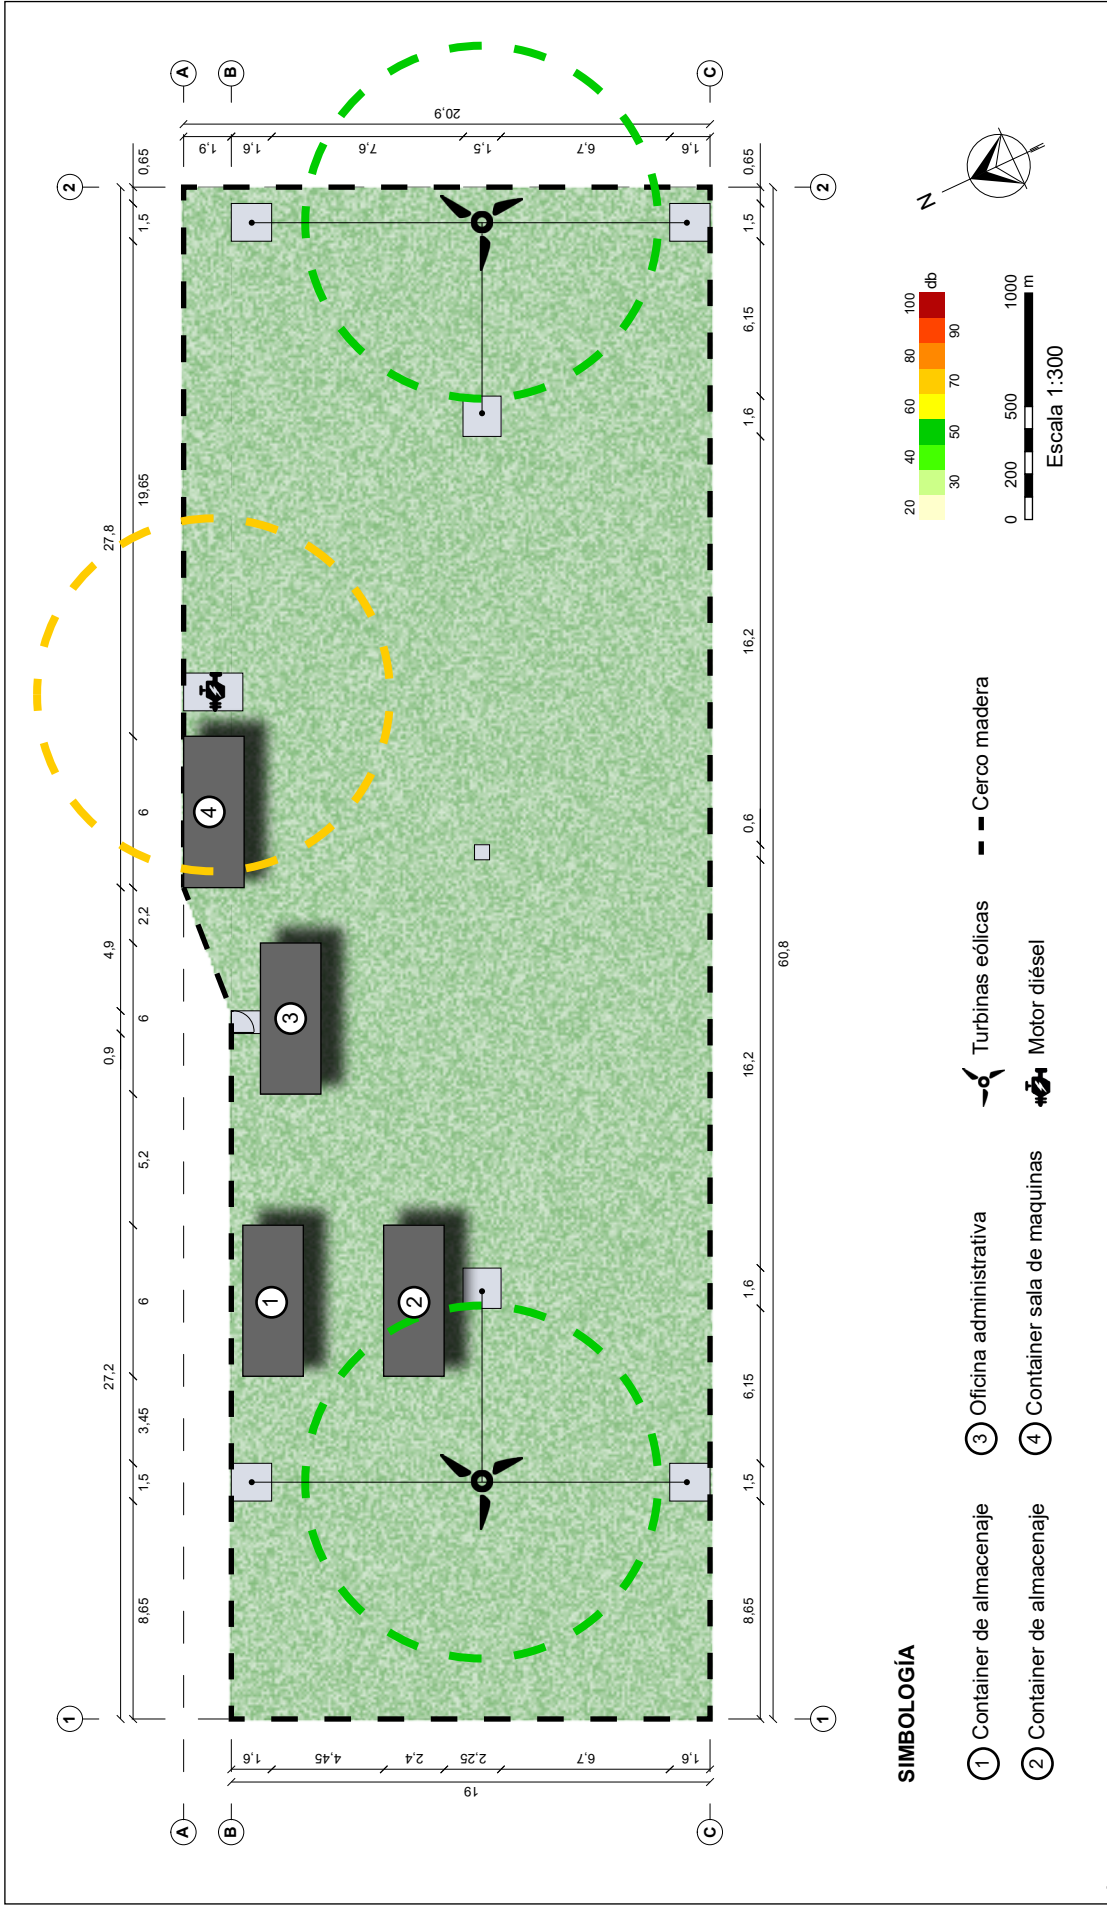 1 2
27,2 0,9 4,9 27,8
8,65 1,5 3,45 6 5,2 6 2,2 6 19,65 1,5 0,65
A A
B B
1,9
1,6
7,6
1,5
6,7
1,6
20,9
1,6
4,45
2,4
2,25
6,7
1,6
19
4
1
3
2
C C
8,65 1,5 6,15 1,6 16,2 0,6 16,2 1,6 6,15 1,5 0,65
60,8
1 2
SIMBOLOGÍA
1 Container de almacenaje
2 Container de almacenaje
3 Oficina administrativa
4 Container sala de maquinas
Turbinas eólicas
Motor diésel
Cerco madera
20 40 60 80 100
db
30 50 70 90
0 200 500 1000 m
Escala 1:300
N